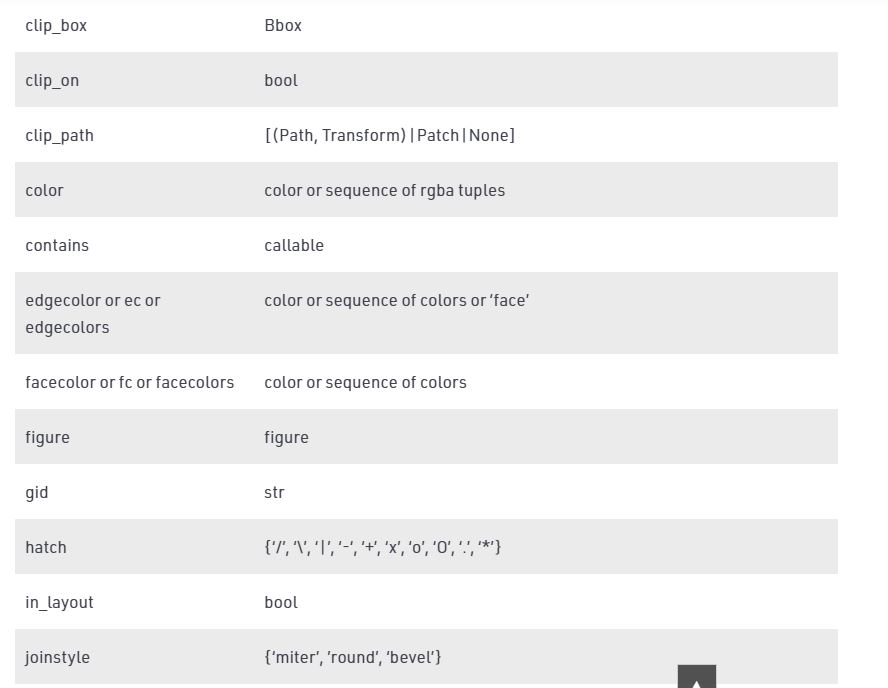 clip_box Bbox
clip_on bool
clip_path [(Path, Transform)|Patch|None]
color color or sequence of rgba tuples
contains callable
edgecolor or ec or color or sequence of colors or ‘face’
edgecolors
facecolor or fc or facecolors color or sequence of colors
figure figure
gid str
hatch {‘/’, ‘\’, ‘|’, ‘-’, ‘+’, ‘x’, ‘o’, ‘O’, ‘.’, ‘*’}
in_layout bool
joinstyle {‘miter’, ‘round’, ‘bevel’}